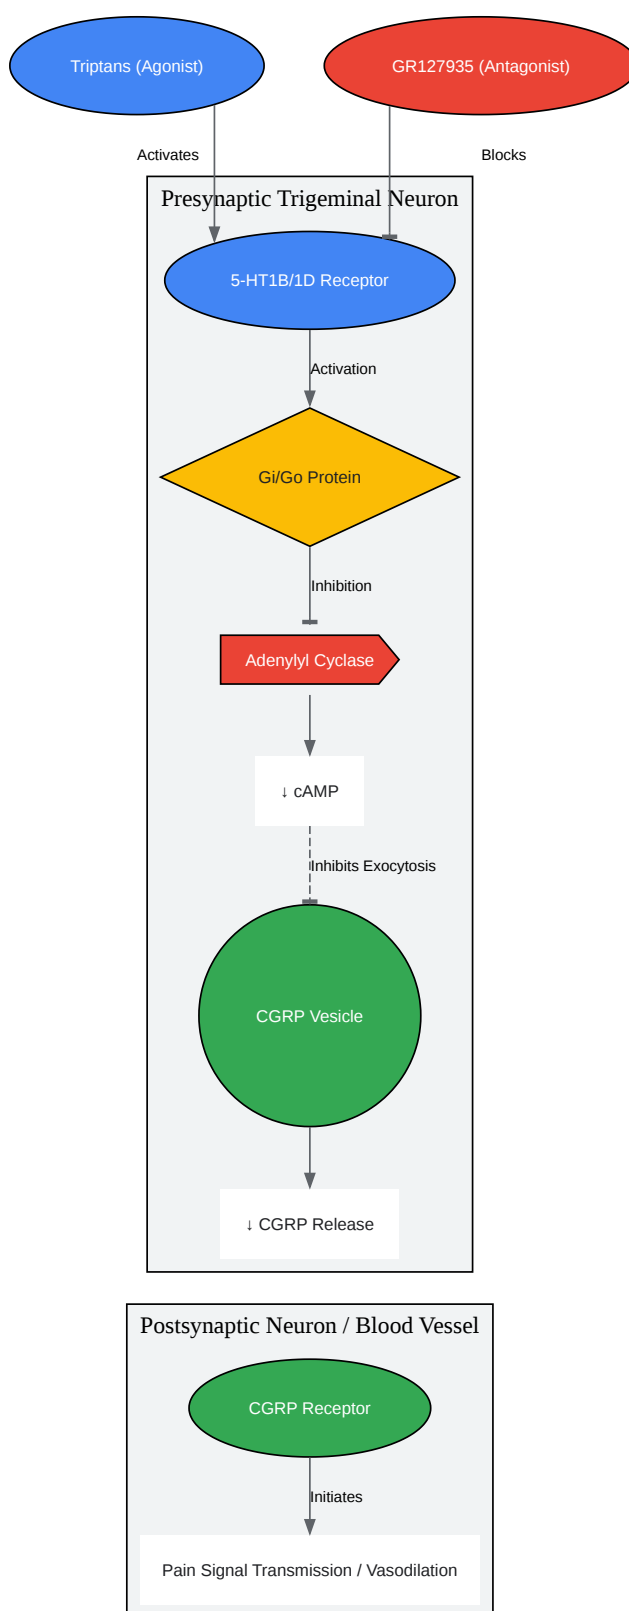 Triptans (Agonist)
GR127935 (Antagonist)
Activates
Blocks
Presynaptic Trigeminal Neuron
5-HT1B/1D Receptor
Activation
Gi/Go Protein
Inhibition
Adenylyl Cyclase
↓ cAMP
Inhibits Exocytosis
CGRP Vesicle
↓ CGRP Release
Postsynaptic Neuron / Blood Vessel
CGRP Receptor
Initiates
Pain Signal Transmission / Vasodilation